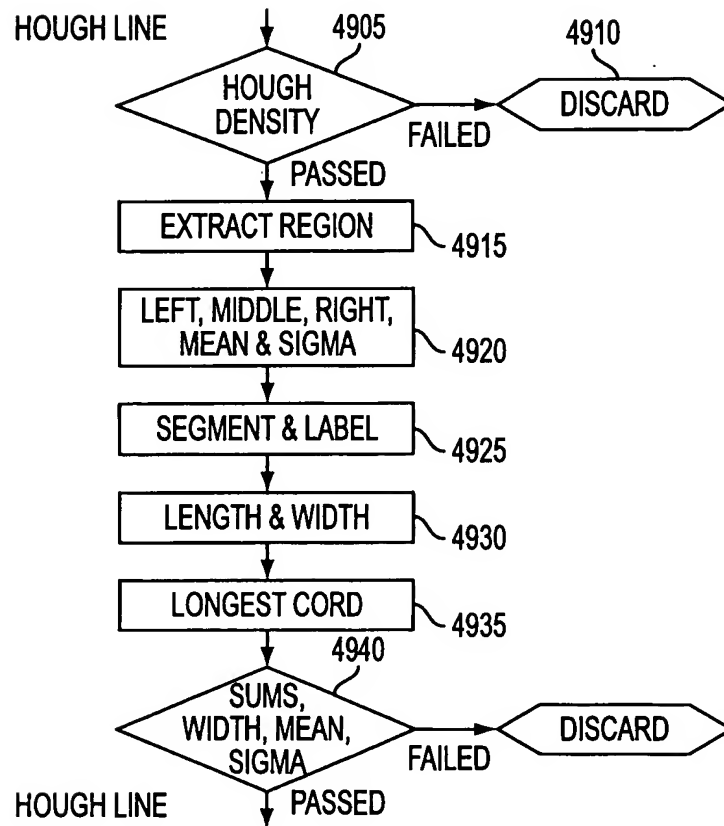 HOUGH LINE
4905
4910
HOUGH
DENSITY
FAILED
DISCARD
PASSED
EXTRACT REGION
4915
LEFT, MIDDLE, RIGHT,
MEAN & SIGMA
4920
SEGMENT & LABEL
4925
LENGTH & WIDTH
4930
LONGEST CORD
4935
4940
SUMS,
WIDTH, MEAN,
SIGMA
FAILED
DISCARD
HOUGH LINE
PASSED